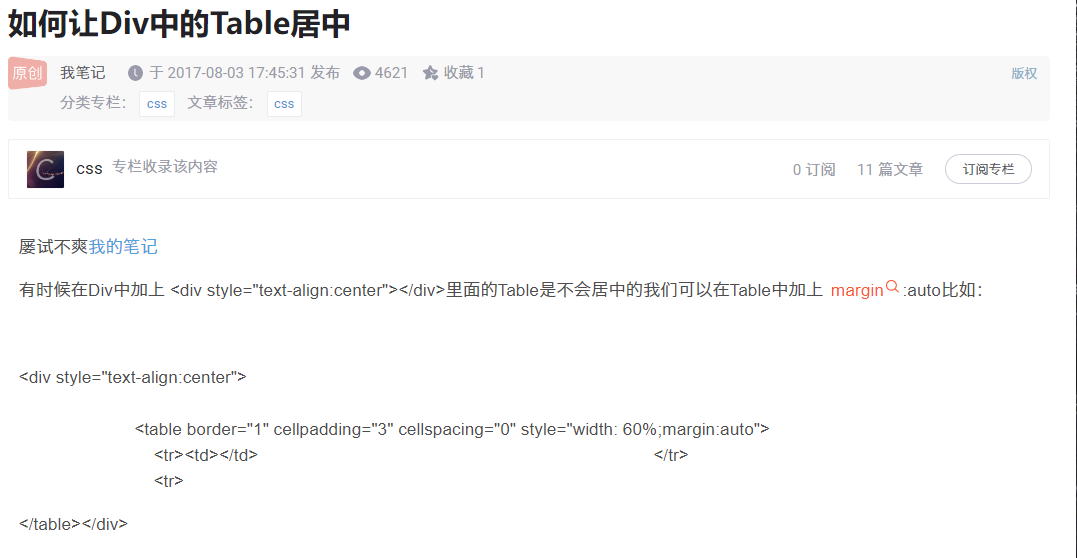 如何让Div中的Table居中
原创 我笔记 于 2017-08-03 17:45:31 发布 4621 收藏 1 版权
分类专栏： css 文章标签： css
css 专栏收录该内容 0 订阅 11 篇文章 订阅专栏
屡试不爽我的笔记
有时候在Div中加上 <div style="text-align:center"></div>里面的Table是不会居中的我们可以在Table中加上 margin :auto比如：
<div style="text-align:center">
<table border="1" cellpadding="3" cellspacing="0" style="width: 60%;margin:auto">
<tr><td></td> </tr>
<tr>
</table></div>